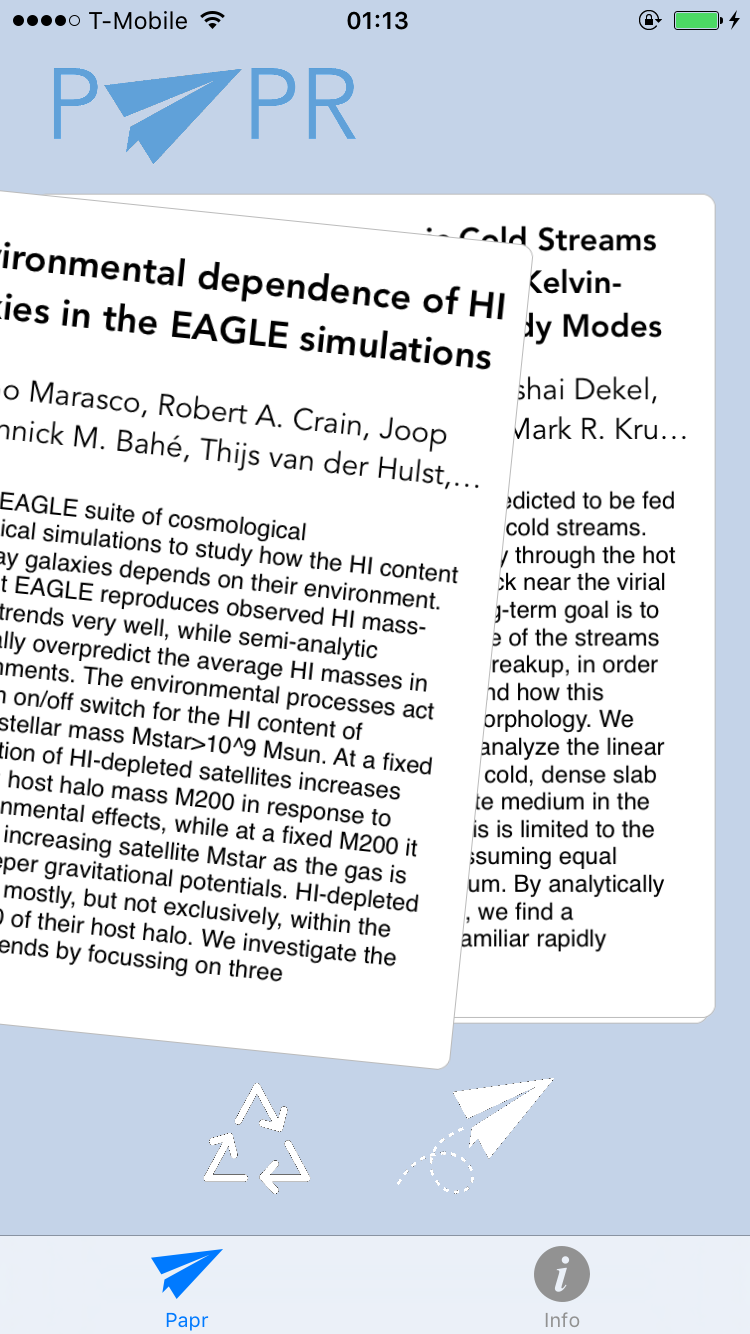 T-Mobile 01:13
P PR
ironmental dependence of HI
ies in the EAGLE simulations
o Marasco, Robert A. Crain, Joop
nnick M. Bahé, Thijs van der Hulst,...
EAGLE suite of cosmological
ical simulations to study how the HI content
ay galaxies depends on their environment.
t EAGLE reproduces observed HI mass-
trends very well, while semi-analytic
ally overpredict the average HI masses in
nments. The environmental processes act
n on/off switch for the HI content of
stellar mass Mstar>10^9 Msun. At a fixed
tion of HI-depleted satellites increases
host halo mass M200 in response to
nmental effects, while at a fixed M200 it
increasing satellite Mstar as the gas is
eper gravitational potentials. HI-depleted
mostly, but not exclusively, within the
0 of their host halo. We investigate the
ends by focussing on three
Cold Streams
Kelvin-
dy Modes
shai Dekel,
Mark R. Kru...
edicted to be fed
cold streams.
y through the hot
ck near the virial
g-term goal is to
e of the streams
reakup, in order
nd how this
orphology. We
analyze the linear
cold, dense slab
te medium in the
is is limited to the
ssuming equal
um. By analytically
, we find a
amiliar rapidly
Papr
Info